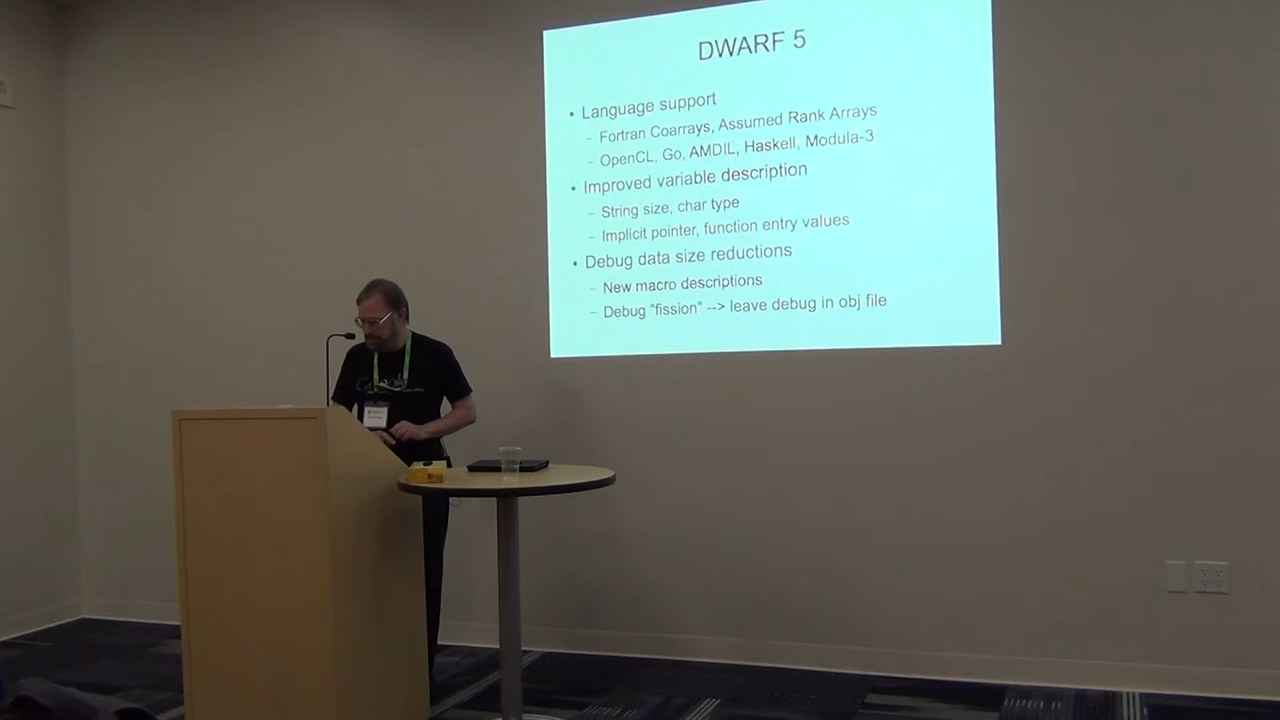 DWARF 5
• Language support
– Fortran Coarrays, Assumed Rank Arrays
– OpenCL, Go, AMDIL, Haskell, Modula-3
• Improved variable description
– String size, char type
– Implicit pointer, function entry values
• Debug data size reductions
– New macro descriptions
– Debug “fission” --> leave debug in obj file
Google